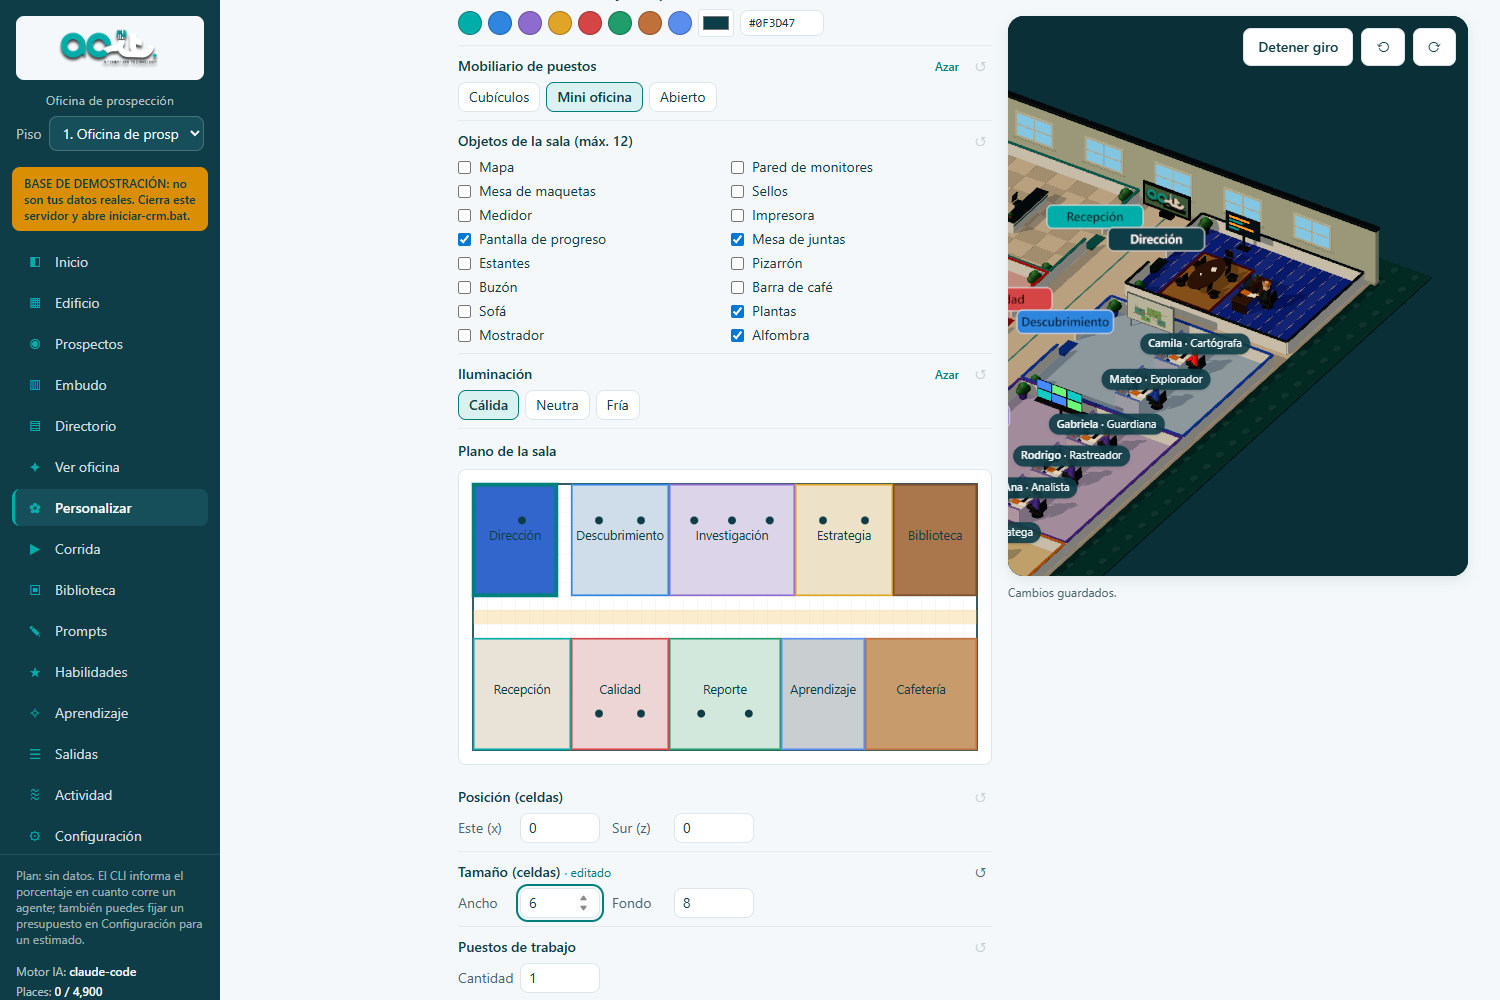 acit
Oficina de prospección
Piso
1. Oficina de prosp
BASE DE DEMOSTRACIÓN: no
son tus datos reales. Cierra este
servidor y abre iniciar-crm.bat.
Inicio
Edificio
Prospectos
Embudo
Directorio
Ver oficina
Personalizar
Corrida
Biblioteca
Prompts
Habilidades
Aprendizaje
Salidas
Actividad
Configuración
Plan: sin datos. El CLI informa el
porcentaje en cuanto corre un
agente; también puedes fijar un
presupuesto en Configuración para
un estimado.
Motor IA: claude-code
Places: 0 / 4,900
#0F3D47
Mobiliario de puestos
Azar
Cubículos
Mini oficina
Abierto
Objetos de la sala (máx. 12)
Mapa
Pared de monitores
Mesa de maquetas
Sellos
Medidor
Impresora
Pantalla de progreso
Mesa de juntas
Estantes
Pizarrón
Buzón
Barra de café
Sofá
Plantas
Mostrador
Alfombra
Iluminación
Azar
Cálida
Neutra
Fría
Plano de la sala
Dirección
Descubrimiento
Investigación
Estrategia
Biblioteca
Recepción
Calidad
Reporte
Aprendizaje
Cafetería
Posición (celdas)
Este (x)
0
Sur (z)
0
Tamaño (celdas) · editado
Ancho
6
Fondo
8
Puestos de trabajo
Cantidad
1
Detener giro
acit
Recepción
Dirección
dad
Descubrimiento
Camila · Cartógrafa
Mateo · Explorador
Gabriela · Guardiana
Rodrigo · Rastreador
Ana · Analista
atega
Cambios guardados.